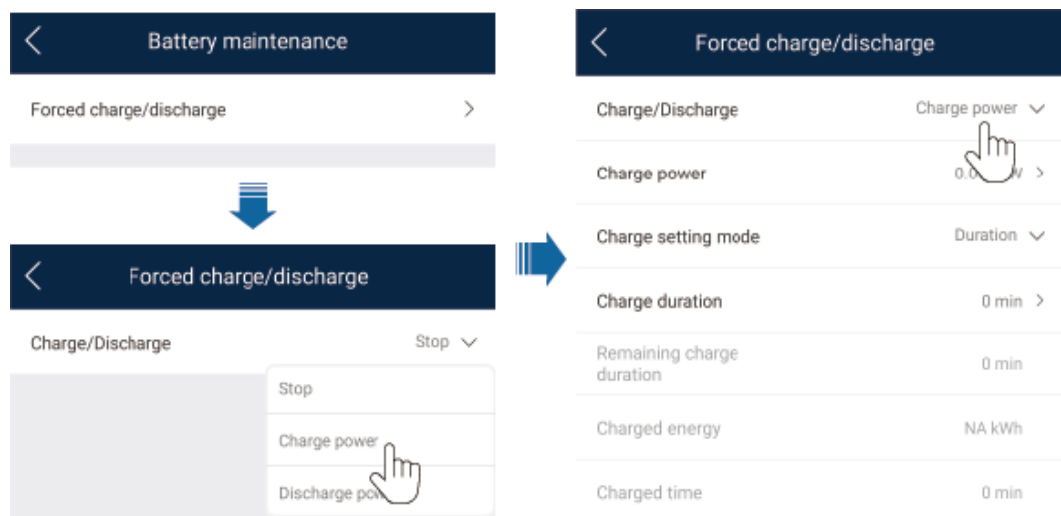 Battery maintenance
Forced charge/discharge
Forced charge/discharge
Charge/Discharge Stop
Stop
Charge power
Discharge
Forced charge/discharge
Charge/Discharge Charge power
Charge power
Charge setting mode Duration
Charge duration 0 min
Remaining charge
duration 0 min
Charged energy NA kWh
Charged time 0 min